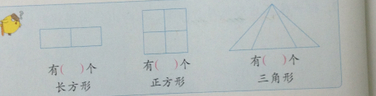 有( )个
长方形
有( )个
正方形
有( )个
三角形